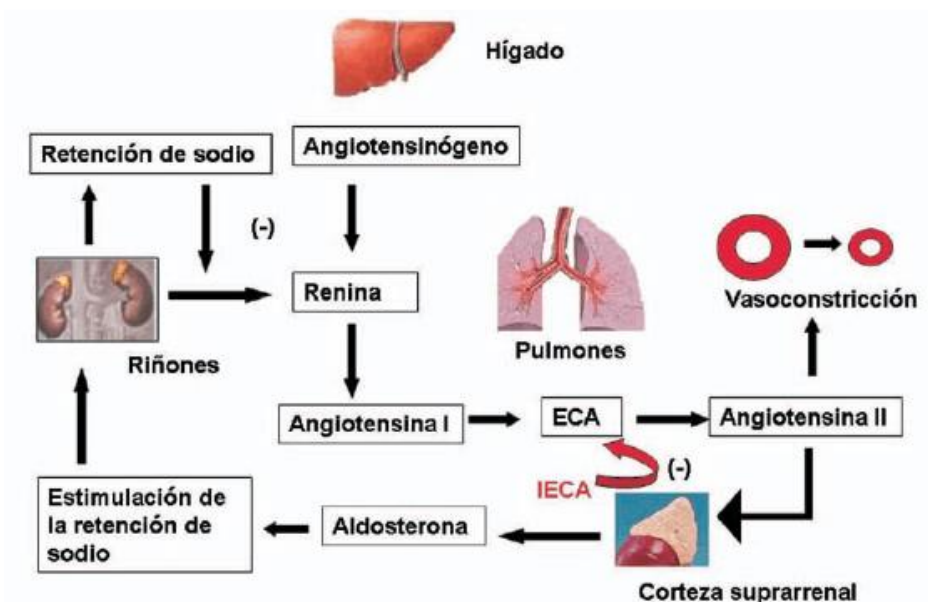 Hígado
Retención de sodio
Angiotensinógeno
(-)
Renina
Riñones
Pulmones
Vasoconstricción
Angiotensina I
ECA
Angiotensina II
IECA
(-)
Estimulación de
la retención de
sodio
Aldosterona
Corteza suprarrenal